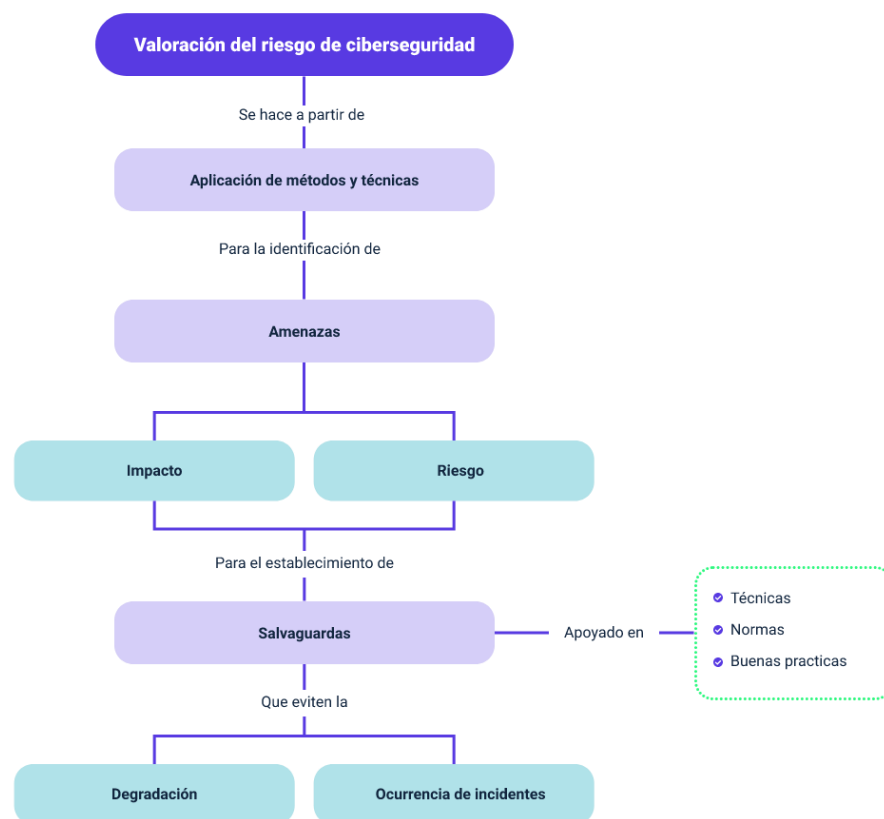 Valoración del riesgo de ciberseguridad
Se hace a partir de
Aplicación de métodos y técnicas
Para la identificación de
Amenazas
Impacto
Riesgo
Para el establecimiento de
Salvaguardas
Apoyado en
Técnicas
Normas
Buenas practicas
Que eviten la
Degradación
Ocurrencia de incidentes